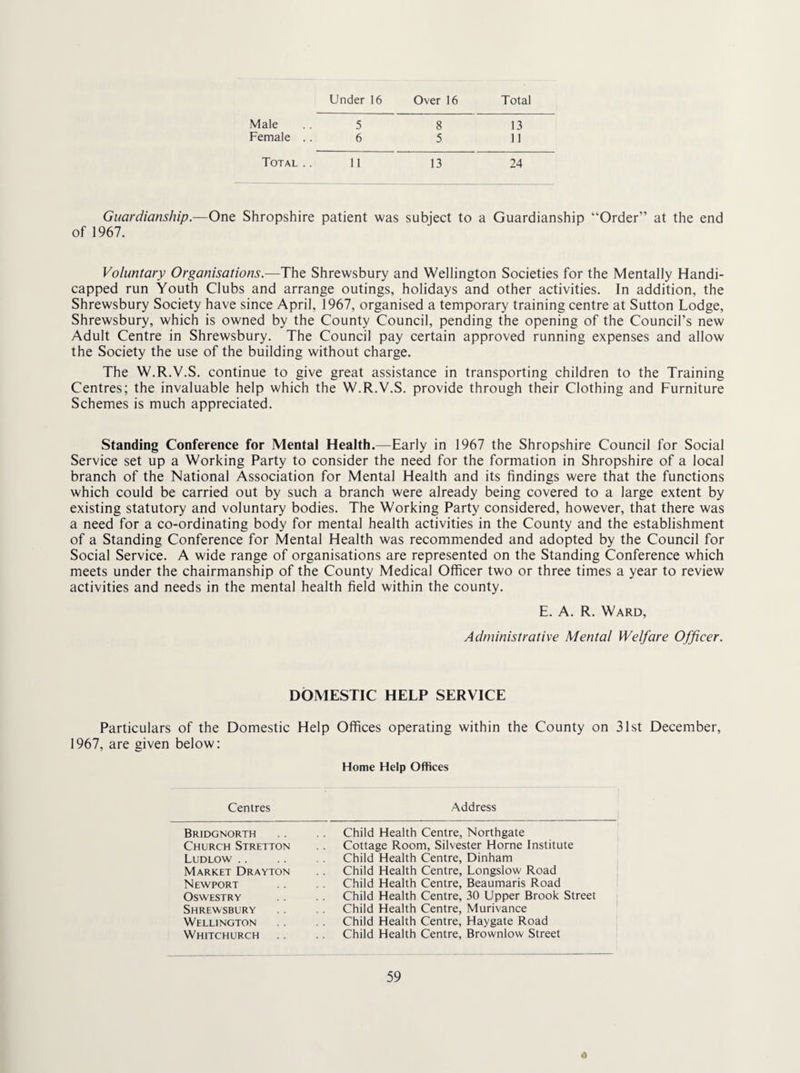 Under 16 Over 16 Total
Male .. 5 8 13
Female .. 6 5 11
TOTAL .. 11 13 24
Guardianship.—One Shropshire patient was subject to a Guardianship “Order” at the end
of 1967.
Voluntary Organisations.—The Shrewsbury and Wellington Societies for the Mentally Handi-
capped run Youth Clubs and arrange outings, holidays and other activities. In addition, the
Shrewsbury Society have since April, 1967, organised a temporary training centre at Sutton Lodge,
Shrewsbury, which is owned by the County Council, pending the opening of the Council’s new
Adult Centre in Shrewsbury. The Council pay certain approved running expenses and allow
the Society the use of the building without charge.
The W.R.V.S. continue to give great assistance in transporting children to the Training
Centres; the invaluable help which the W.R.V.S. provide through their Clothing and Furniture
Schemes is much appreciated.
Standing Conference for Mental Health.—Early in 1967 the Shropshire Council for Social
Service set up a Working Party to consider the need for the formation in Shropshire of a local
branch of the National Association for Mental Health and its findings were that the functions
which could be carried out by such a branch were already being covered to a large extent by
existing statutory and voluntary bodies. The Working Party considered, however, that there was
a need for a co-ordinating body for mental health activities in the County and the establishment
of a Standing Conference for Mental Health was recommended and adopted by the Council for
Social Service. A wide range of organisations are represented on the Standing Conference which
meets under the chairmanship of the County Medical Officer two or three times a year to review
activities and needs in the mental health field within the county.
E. A. R. WARD,
Administrative Mental Welfare Officer.
DOMESTIC HELP SERVICE
Particulars of the Domestic Help Offices operating within the County on 31st December,
1967, are given below:
Home Help Offices
Centres Address
BRIDGNORTH .. .. Child Health Centre, Northgate
CHURCH STRETTON .. Cottage Room, Silvester Horne Institute
LUDLOW .. .. .. Child Health Centre, Dinham
MARKET DRAYTON .. Child Health Centre, Longslow Road
NEWPORT .. .. Child Health Centre, Beaumaris Road
OSWESTRY .. .. Child Health Centre, 30 Upper Brook Street
SHREWSBURY .. .. Child Health Centre, Murivance
WELLINGTON .. .. Child Health Centre, Haygate Road
WHITCHURCH .. .. Child Health Centre, Brownlow Street
59